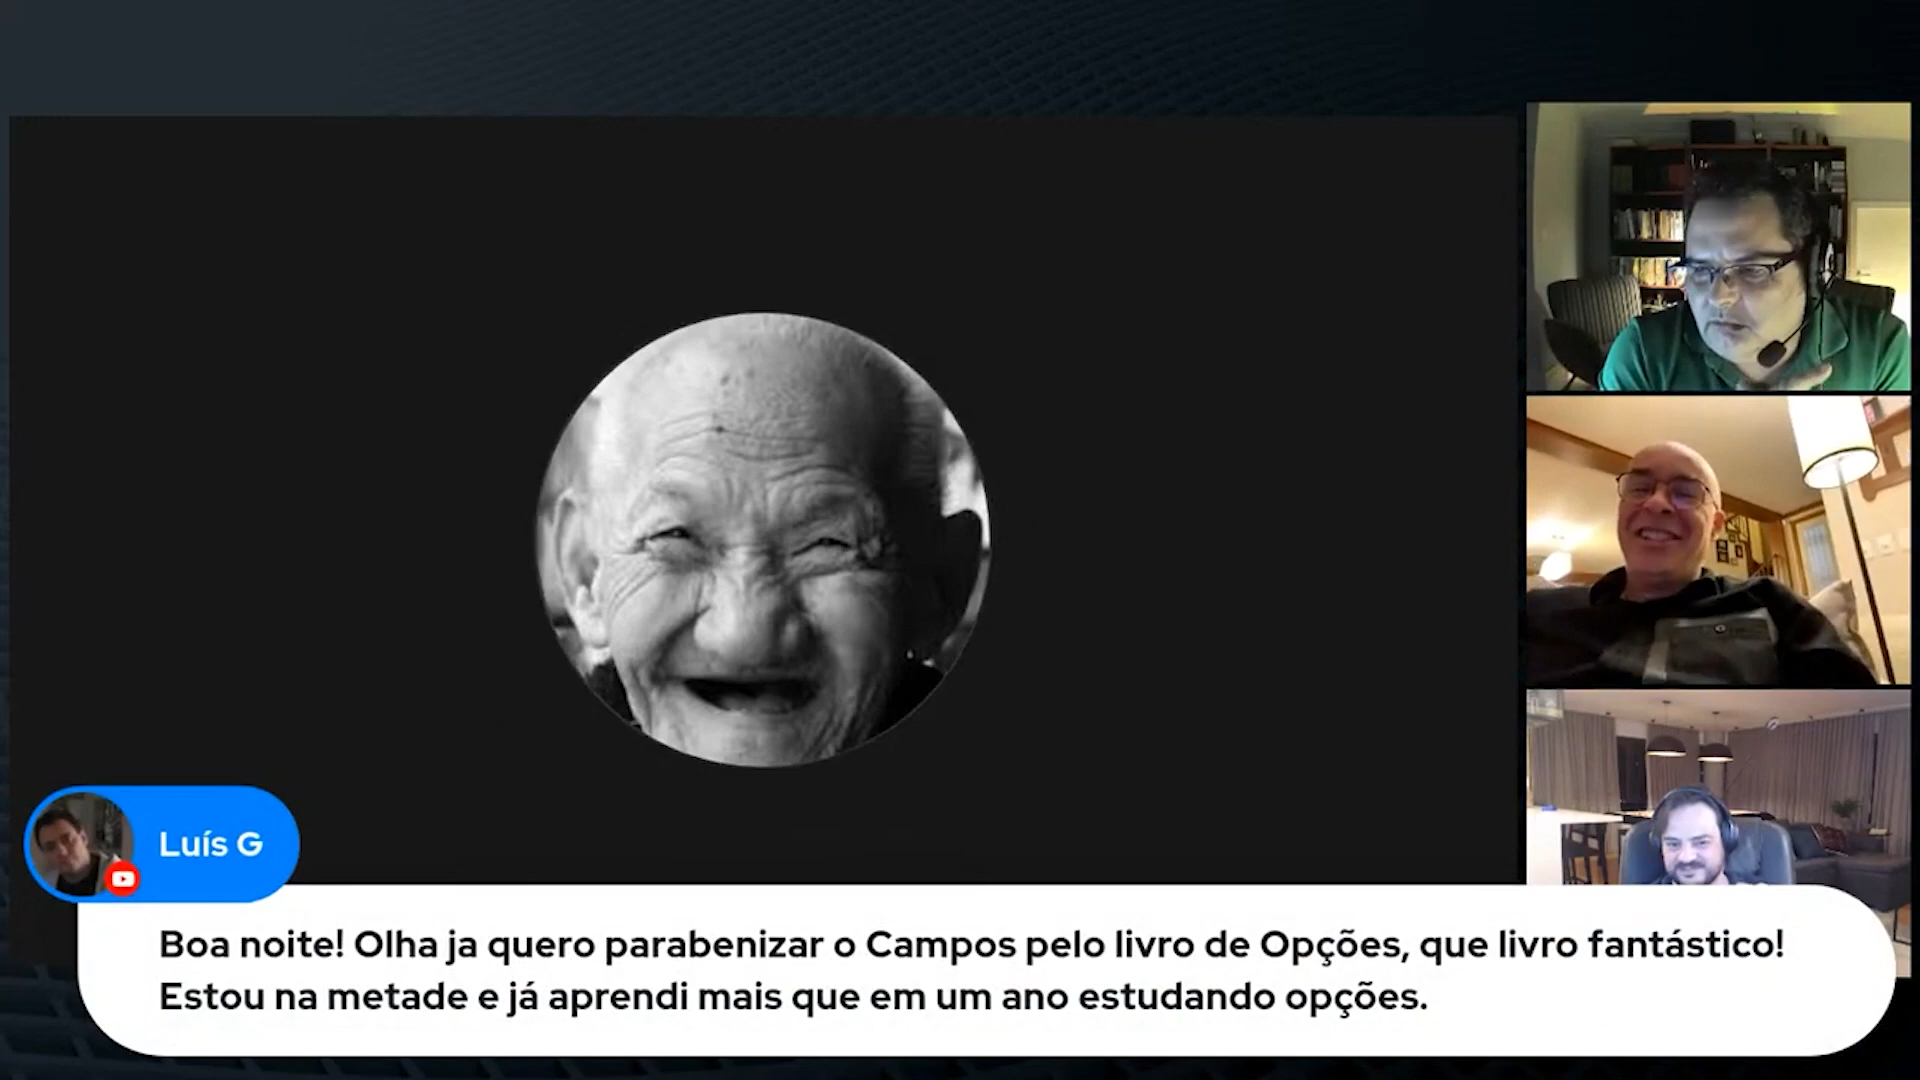 Luís G
Boa noite! Olha ja quero parabenizar o Campos pelo livro de Opções, que livro fantástico!
Estou na metade e já aprendi mais que em um ano estudando opções.